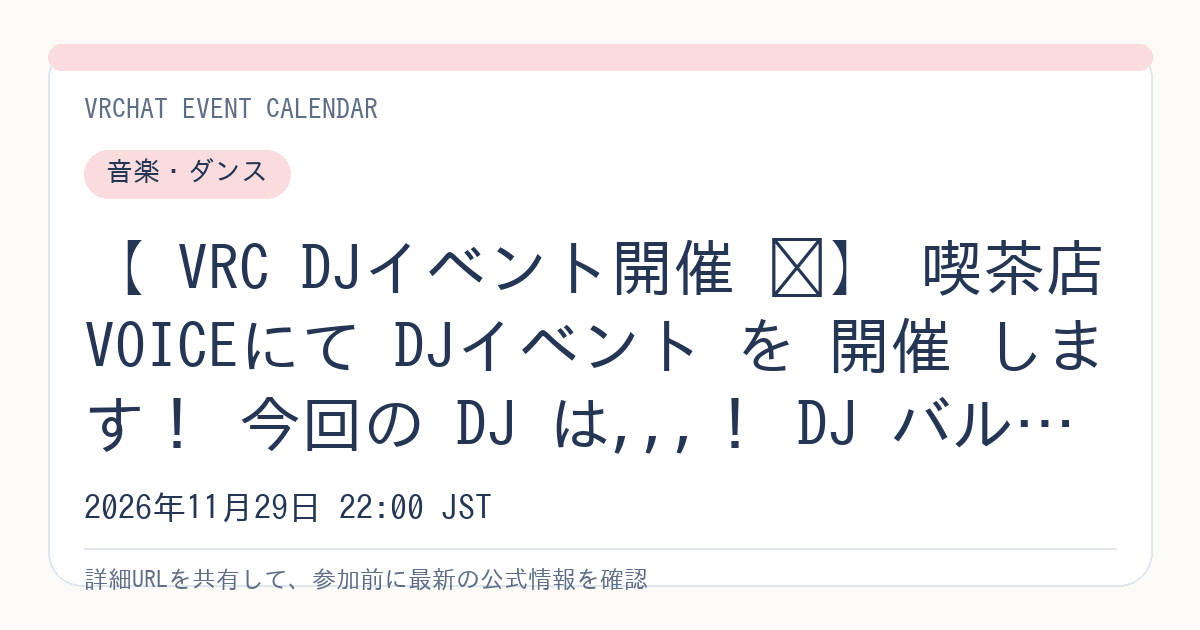 VRCHAT EVENT CALENDAR
音楽・ダンス
【 VRC DJイベント開催 】 喫茶店
VOICEにて DJイベント を 開催 しま
す! 今回の DJ は,,,! DJ バル…
2026年11月29日 22:00 JST
詳細URLを共有して、参加前に最新の公式情報を確認